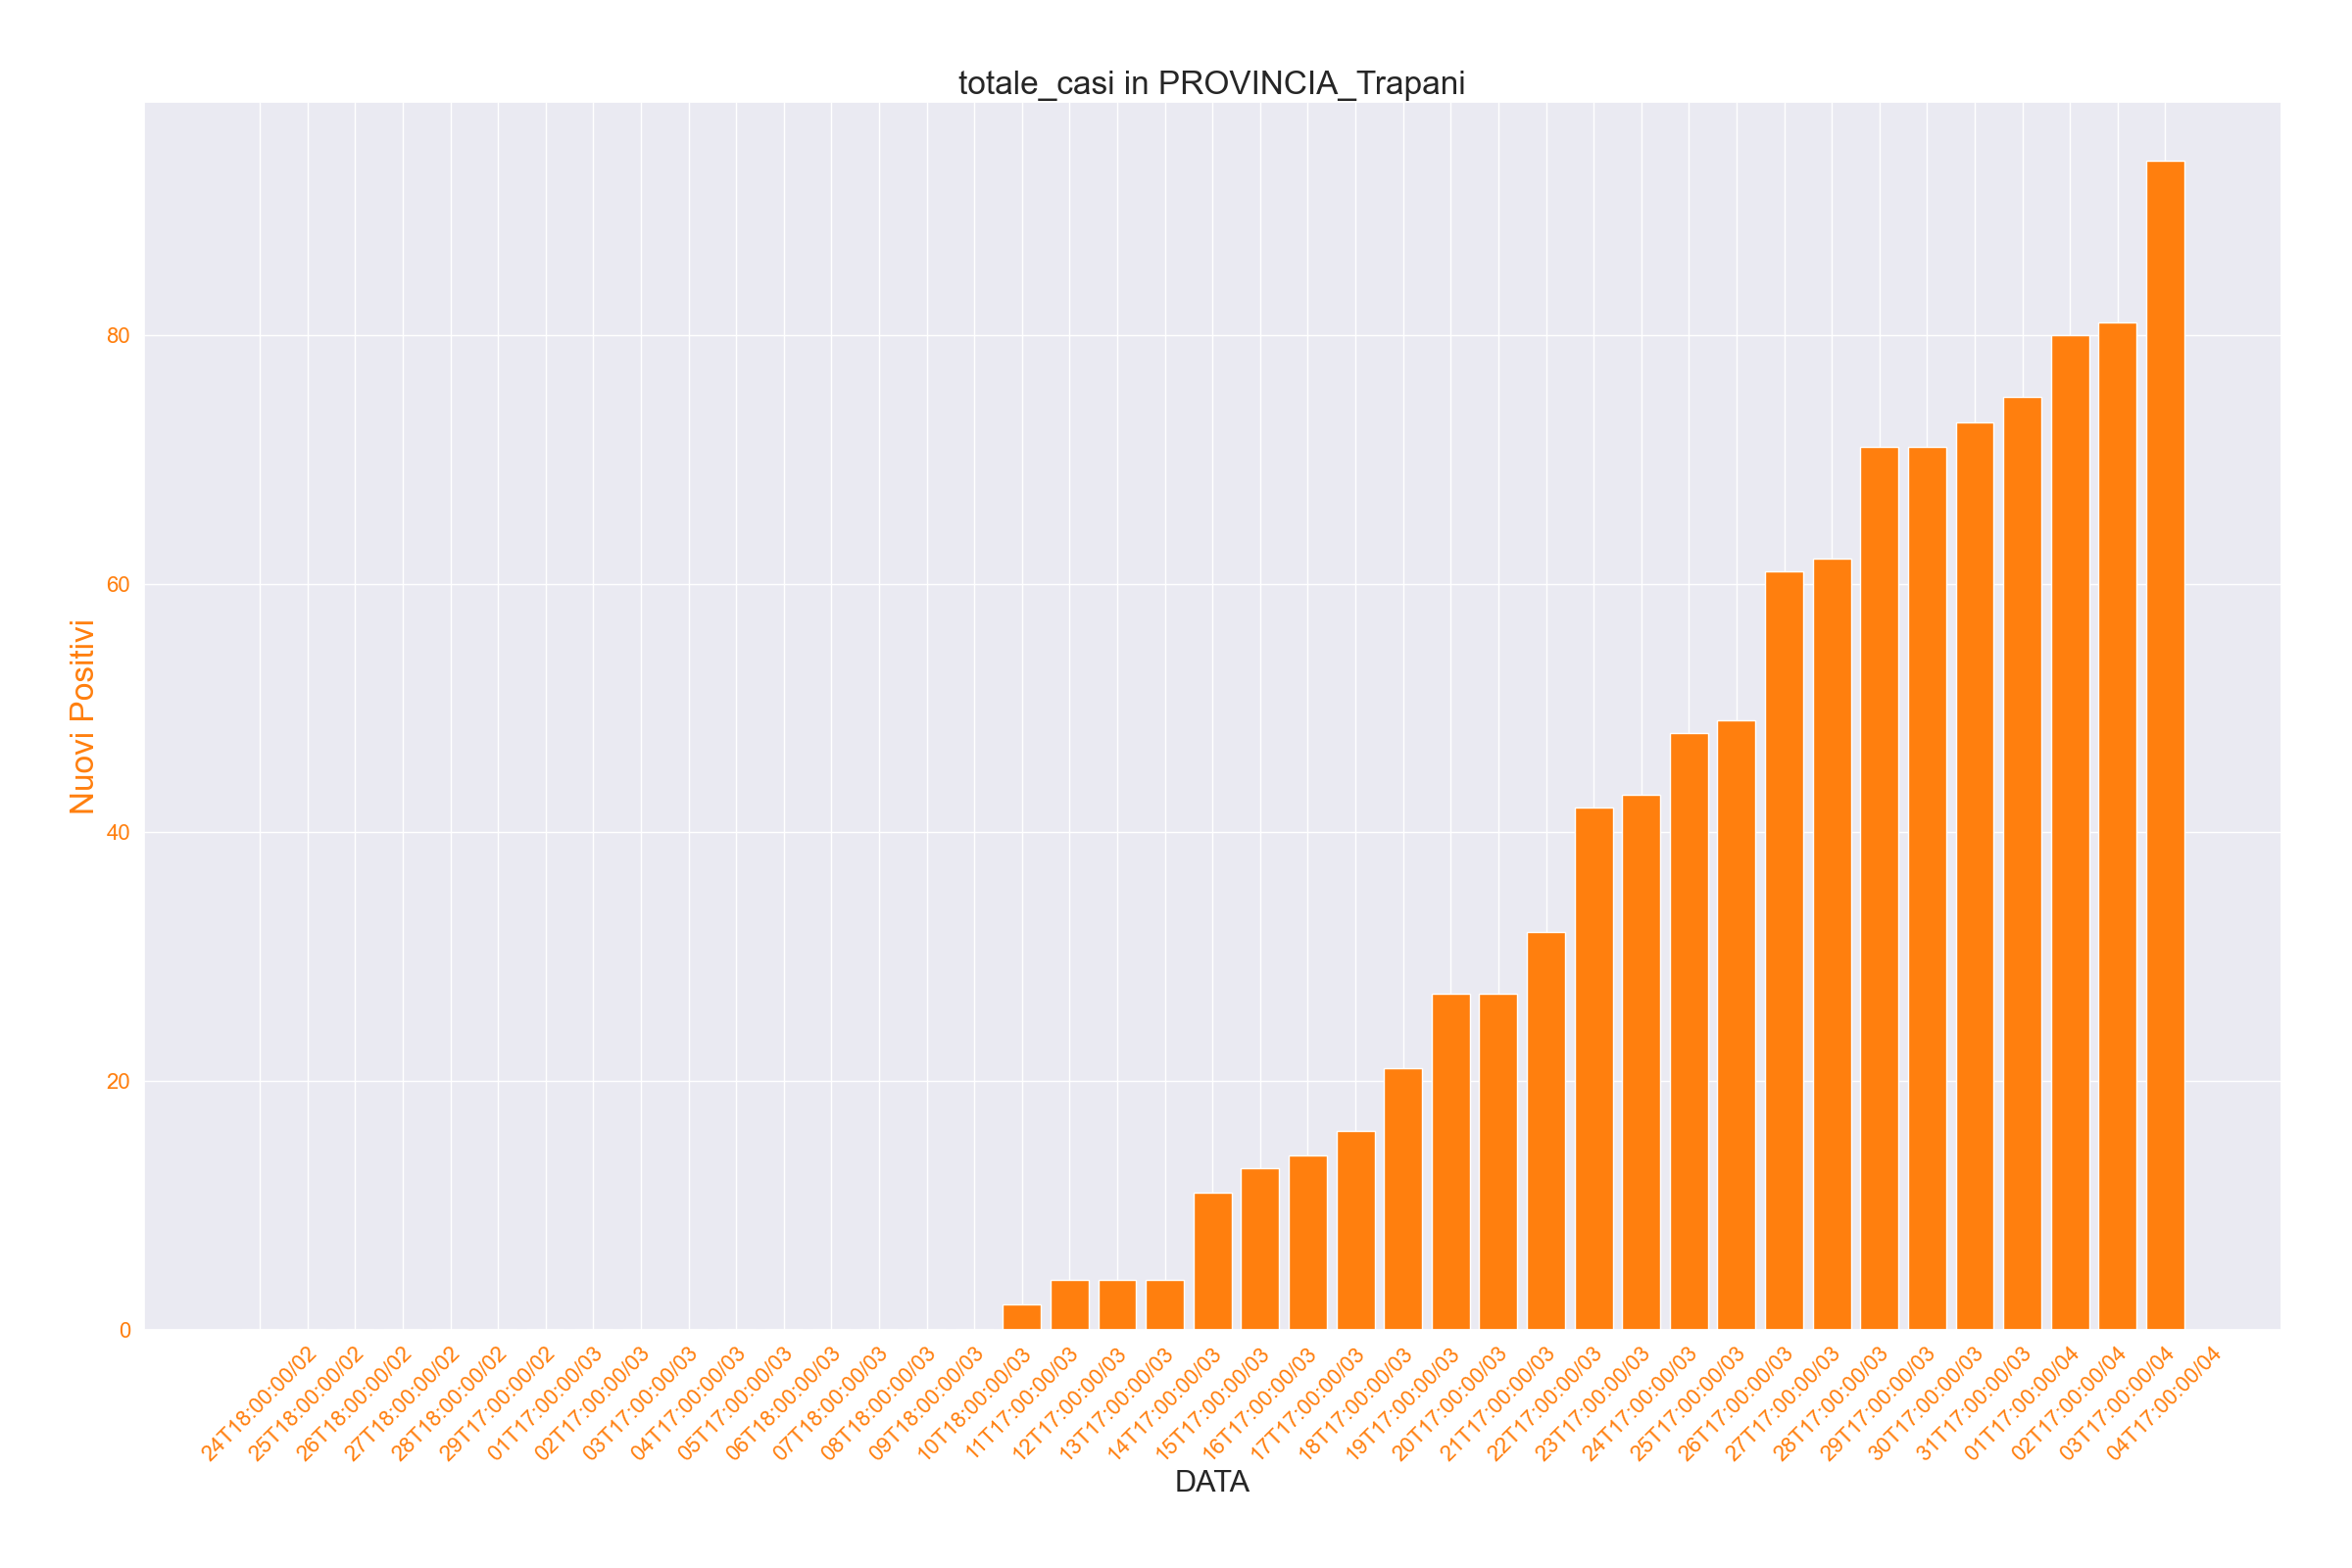 totale_casi in PROVINCIA_Trapani
Nuovi Positivi
80
60
40
20
0
24T18:00:00/02
25T18:00:00/02
26T18:00:00/02
27T18:00:00/02
28T18:00:00/02
29T17:00:00/02
01T17:00:00/03
02T17:00:00/03
03T17:00:00/03
04T17:00:00/03
05T17:00:00/03
06T18:00:00/03
07T18:00:00/03
08T18:00:00/03
09T18:00:00/03
10T18:00:00/03
11T17:00:00/03
12T17:00:00/03
13T17:00:00/03
14T17:00:00/03
15T17:00:00/03
16T17:00:00/03
17T17:00:00/03
18T17:00:00/03
19T17:00:00/03
20T17:00:00/03
21T17:00:00/03
22T17:00:00/03
23T17:00:00/03
24T17:00:00/03
25T17:00:00/03
26T17:00:00/03
27T17:00:00/03
28T17:00:00/03
29T17:00:00/03
30T17:00:00/03
31T17:00:00/03
01T17:00:00/04
02T17:00:00/04
03T17:00:00/04
04T17:00:00/04
DATA